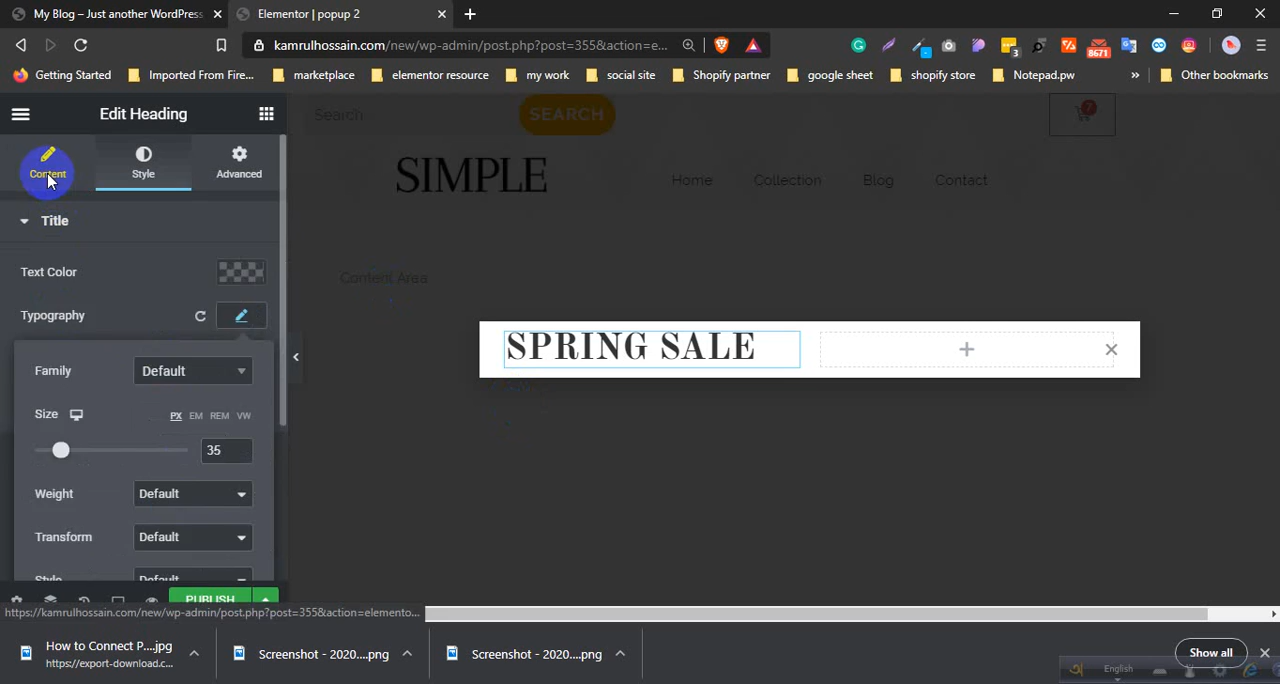 My Blog – Just another WordPress
Elementor | popup 2
kamrulhossain.com/new/wp-admin/post.php?post=355&action=e...
8671
3
Getting Started
Imported From Fire...
marketplace
elementor resource
my work
social site
Shopify partner
google sheet
shopify store
Notepad.pw
»
Other bookmarks
Edit Heading
Content
Style
Advanced
Title
Text Color
Typography
Family
Default
Size
PX EM REM VW
35
Weight
Default
Transform
Default
Style
Default
PUBLISH
Search
SEARCH
7
SIMPLE
Home
Collection
Blog
Contact
Content Area
SPRING SALE
https://kamrulhossain.com/new/wp-admin/post.php?post=355&action=elemento...
How to Connect P....jpg
https://export-download.c...
Screenshot - 2020....png
Screenshot - 2020....png
Show all
English